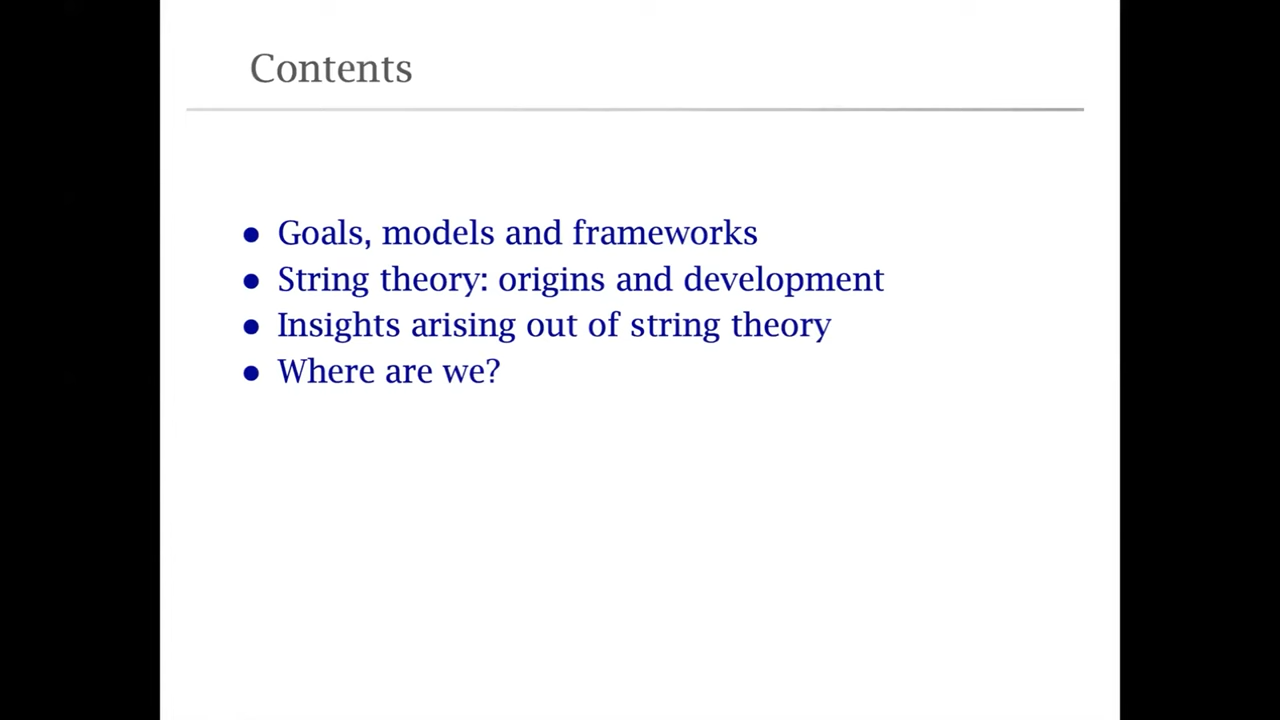 Contents
● Goals, models and frameworks
● String theory: origins and development
● Insights arising out of string theory
● Where are we?